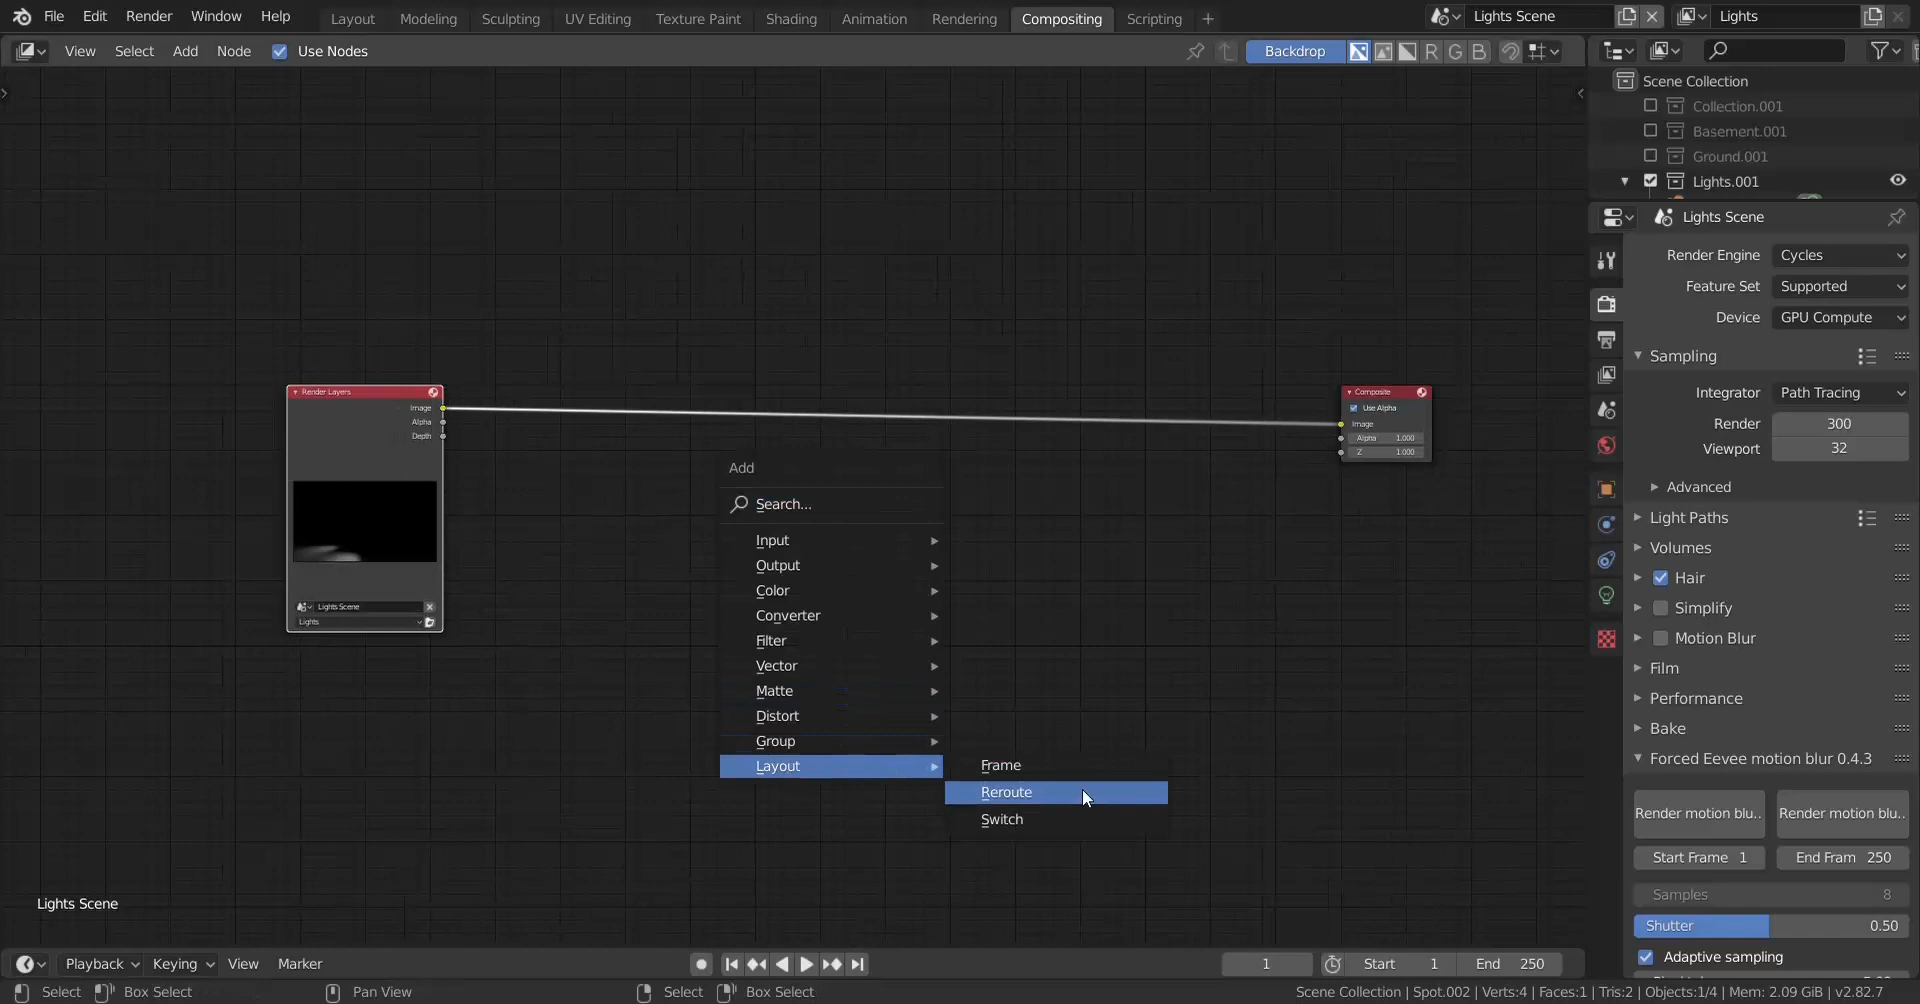 File Edit Render Window Help Layout Modeling Sculpting UV Editing Texture Paint Shading Animation Rendering Compositing Scripting + Lights Scene Lights
View Select Add Node Use Nodes Backdrop R G B
Scene Collection
Collection.001
Basement.001
Ground.001
Lights.001
Lights Scene
Render Engine Cycles
Feature Set Supported
Device GPU Compute
Sampling
Integrator Path Tracing
Render 300
Viewport 32
Advanced
Light Paths
Volumes
Hair
Simplify
Motion Blur
Film
Performance
Bake
Forced Eevee motion blur 0.4.3
Render motion blu.. Render motion blu..
Start Frame 1 End Fram 250
Samples 8
Shutter 0.50
Adaptive sampling
Render Layers
Image
Alpha
Depth
Lights Scene
Lights
Composite
Use Alpha
Image
Alpha 1.000
Z 1.000
Add
Search...
Input
Output
Color
Converter
Filter
Vector
Matte
Distort
Group
Layout
Frame
Reroute
Switch
Lights Scene
Playback Keying View Marker 1 Start 1 End 250
Select Box Select Pan View Select Box Select Scene Collection | Spot.002 | Verts:4 | Faces:1 | Tris:2 | Objects:1/4 | Mem: 2.09 GiB | v2.82.7